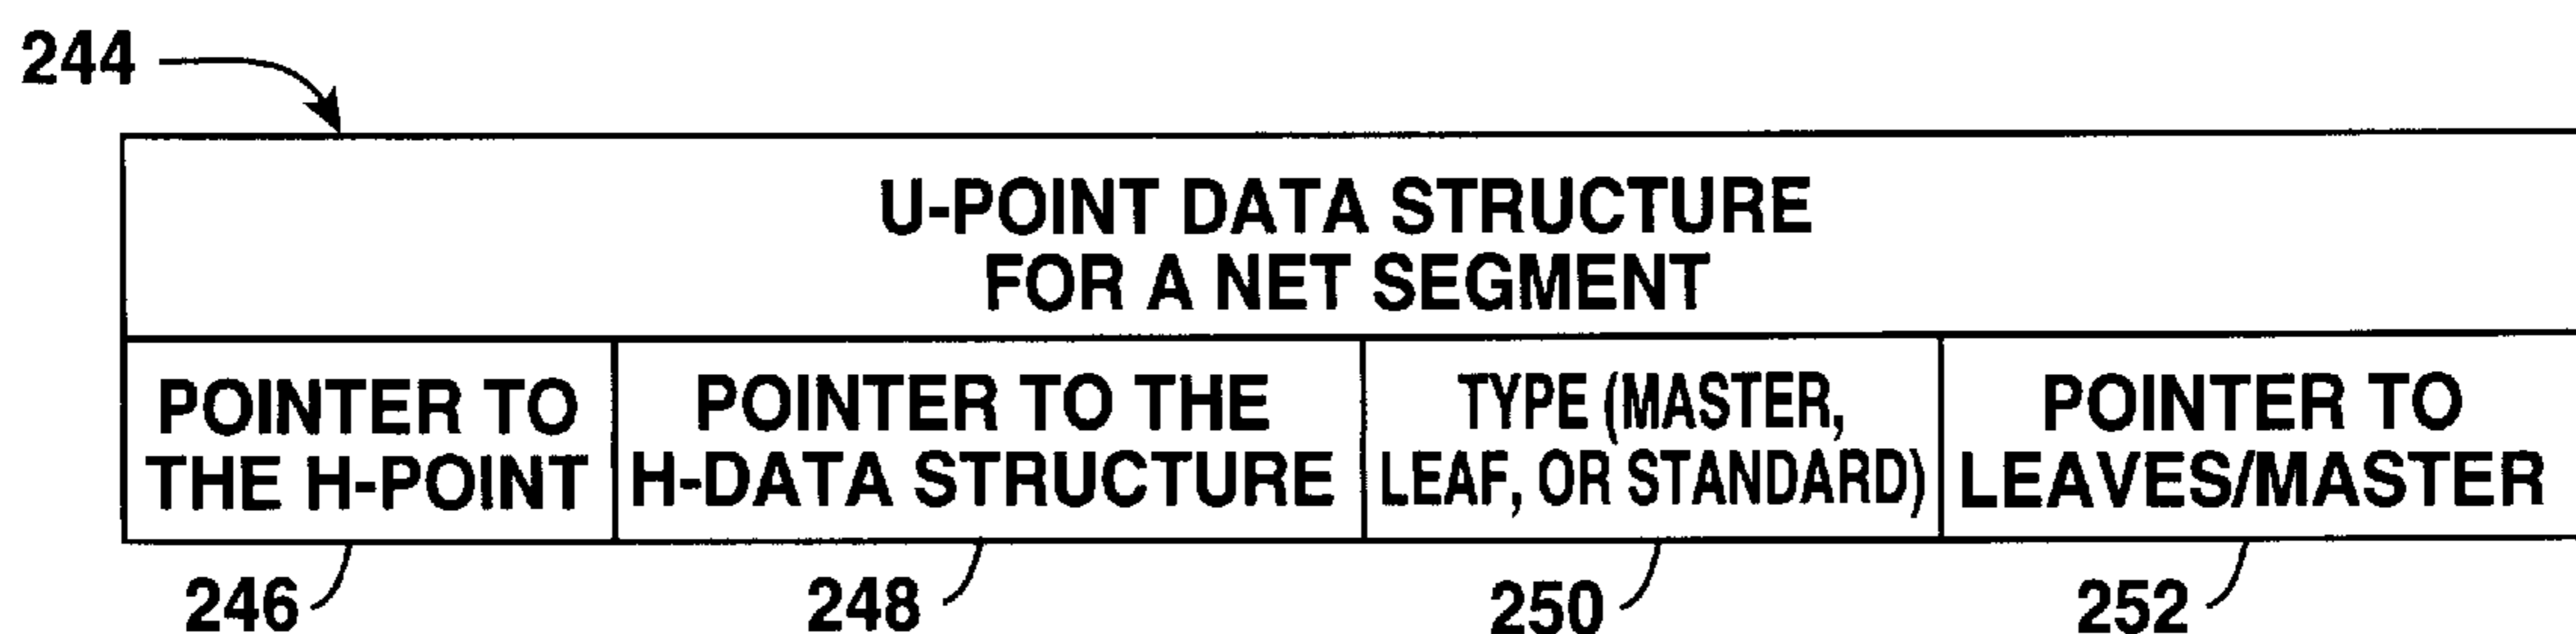 244
U-POINT DATA STRUCTURE
FOR A NET SEGMENT
POINTER TO
THE H-POINT
POINTER TO THE
H-DATA STRUCTURE
TYPE (MASTER,
LEAF, OR STANDARD)
POINTER TO
LEAVES/MASTER
246
248
250
252